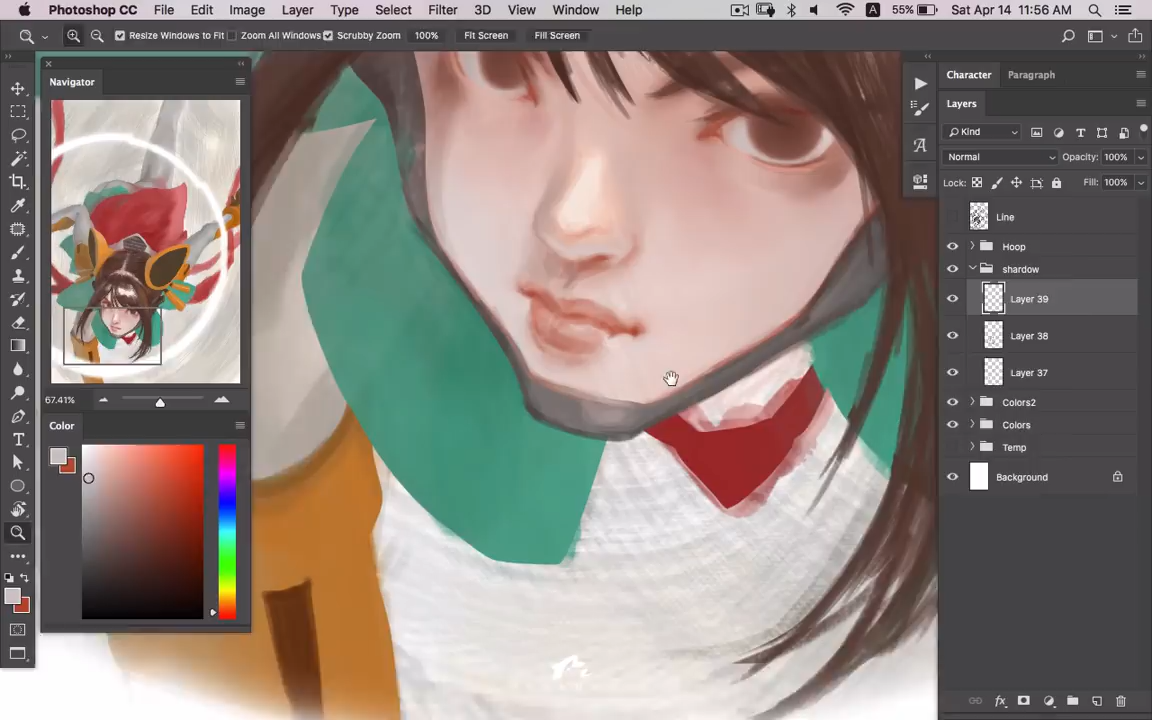 Photoshop CC File Edit Image Layer Type Select Filter 3D View Window Help A 55% Sat Apr 14 11:56 AM
Resize Windows to Fit Zoom All Windows Scrubby Zoom 100% Fit Screen Fill Screen
Navigator
67.41%
Color
Character Paragraph
Layers
Kind
Normal Opacity: 100%
Lock: Fill: 100%
Line
Hoop
shardow
Layer 39
Layer 38
Layer 37
Colors2
Colors
Temp
Background